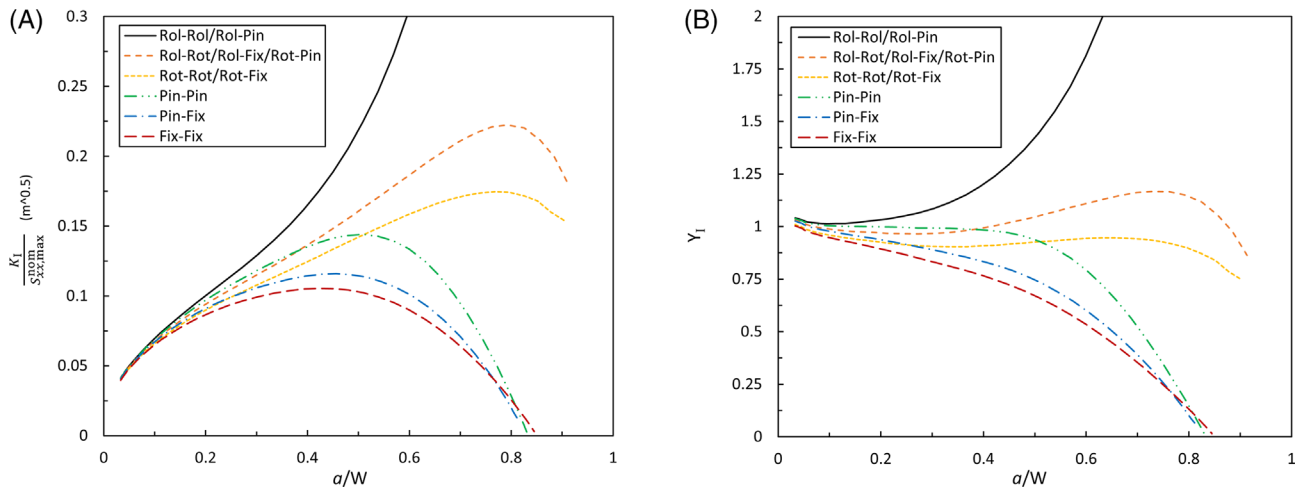 (A)
0.3
0.25
0.2
0.15
0.1
0.05
0
K_I / S_xx,max^nom (m^0.5)
Rol-Rol/Rol-Pin
Rol-Rot/Rol-Fix/Rot-Pin
Rot-Rot/Rot-Fix
Pin-Pin
Pin-Fix
Fix-Fix
0 0.2 0.4 0.6 0.8 1
a/W
(B)
2
1.75
1.5
1.25
1
0.75
0.5
0.25
0
Y_I
Rol-Rol/Rol-Pin
Rol-Rot/Rol-Fix/Rot-Pin
Rot-Rot/Rot-Fix
Pin-Pin
Pin-Fix
Fix-Fix
0 0.2 0.4 0.6 0.8 1
a/W